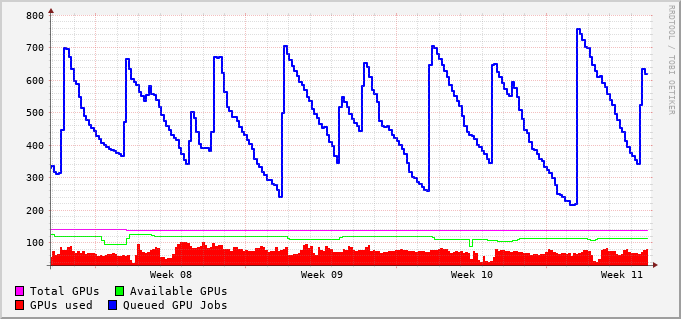 800
700
600
500
400
300
200
100
Week 08 Week 09 Week 10 Week 11
Total GPUs Available GPUs
GPUs used Queued GPU Jobs
RRDTOOL / TOBI OETIKER